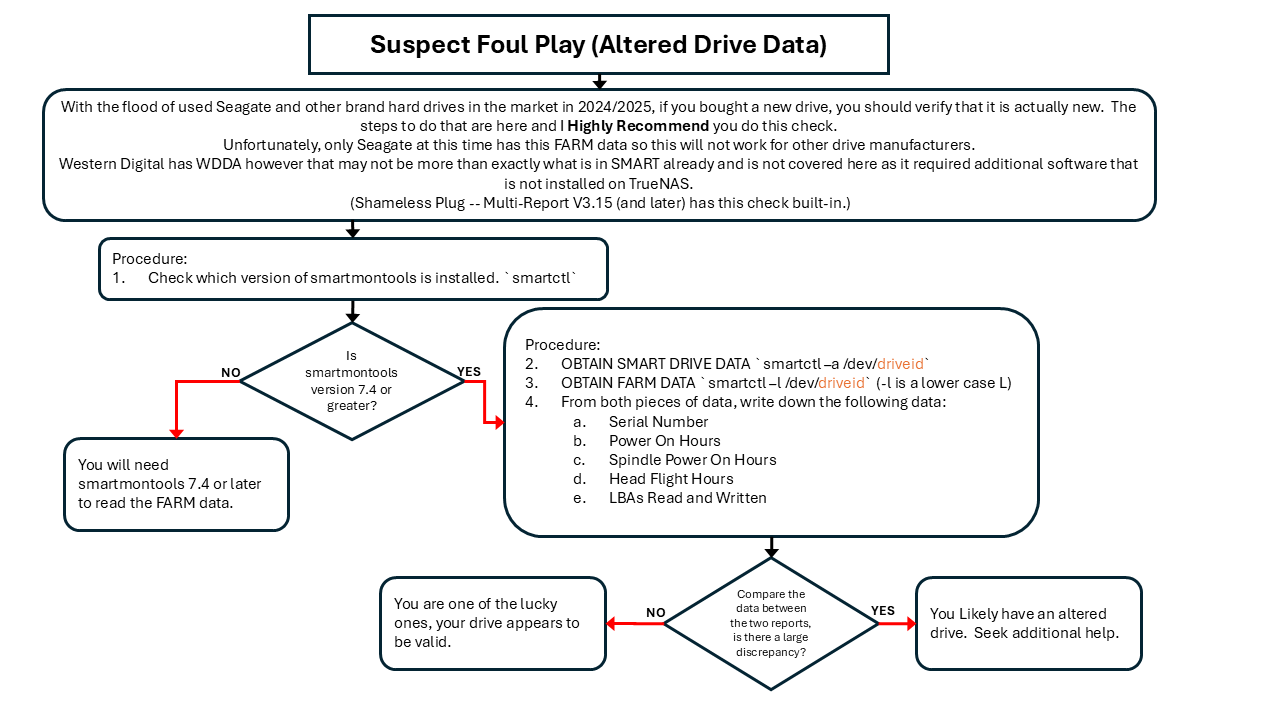 Suspect Foul Play (Altered Drive Data)
With the flood of used Seagate and other brand hard drives in the market in 2024/2025, if you bought a new drive, you should verify that it is actually new.  The
steps to do that are here and I Highly Recommend you do this check.
Unfortunately, only Seagate at this time has this FARM data so this will not work for other drive manufacturers.
Western Digital has WDDA however that may not be more than exactly what is in SMART already and is not covered here as it required additional software that
is not installed on TrueNAS.
(Shameless Plug -- Multi-Report V3.15 (and later) has this check built-in.)
Procedure:
1. Check which version of smartmontools is installed. `smartctl`
Is
smartmontools
version 7.4 or
greater?
NO
YES
You will need
smartmontools 7.4 or later
to read the FARM data.
Procedure:
2. OBTAIN SMART DRIVE DATA `smartctl –a /dev/driveid`
3. OBTAIN FARM DATA `smartctl –l /dev/driveid` (-l is a lower case L)
4. From both pieces of data, write down the following data:
a. Serial Number
b. Power On Hours
c. Spindle Power On Hours
d. Head Flight Hours
e. LBAs Read and Written
Compare the
data between
the two reports,
is there a large
discrepancy?
NO
YES
You are one of the lucky
ones, your drive appears to
be valid.
You Likely have an altered
drive.  Seek additional help.